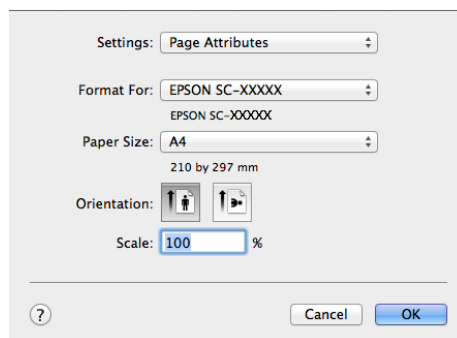 Settings: Page Attributes
Format For: EPSON SC-XXXXX
EPSON SC-XXXXX
Paper Size: A4
210 by 297 mm
Orientation:
Scale: 100 %
? Cancel OK